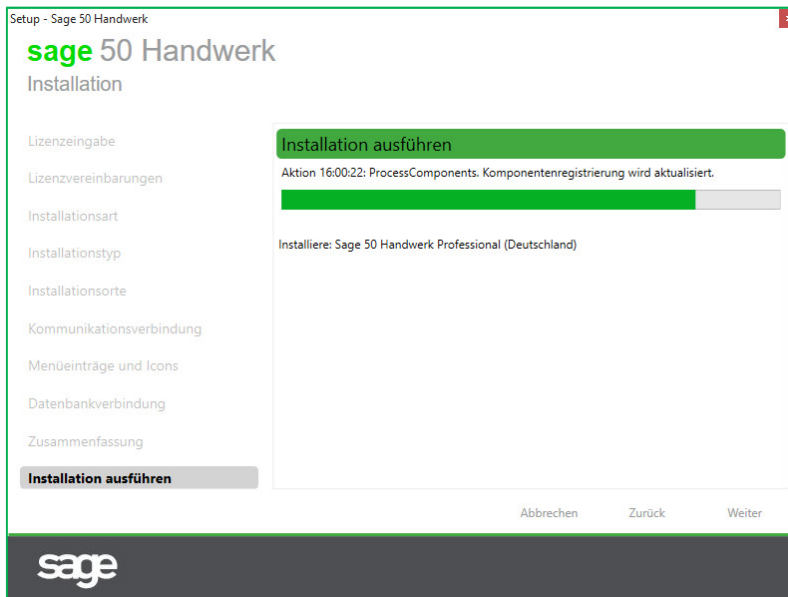 Setup - Sage 50 Handwerk
sage 50 Handwerk
Installation
Lizenzeingabe
Lizenzvereinbarungen
Installationsart
Installationstyp
Installationsorte
Kommunikationsverbindung
Menüeinträge und Icons
Datenbankverbindung
Zusammenfassung
Installation ausführen
Installation ausführen
Aktion 16:00:22: ProcessComponents. Komponentenregistrierung wird aktualisiert.
Installiere: Sage 50 Handwerk Professional (Deutschland)
Abbrechen Zurück Weiter
sage